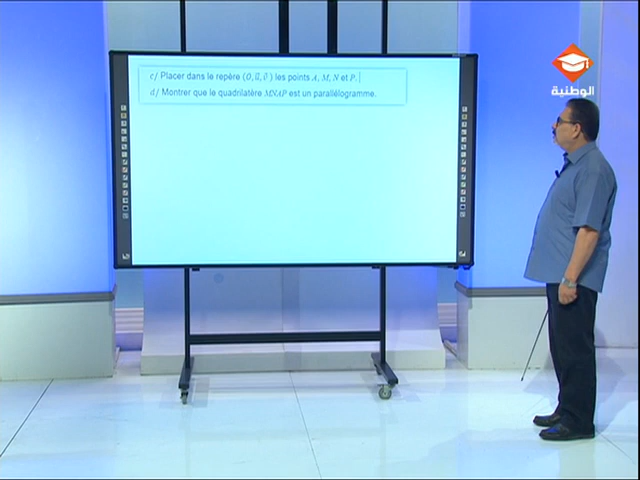 c/ Placer dans le repère (O, u⃗, v⃗) les points A, M, N et P.
d/ Montrer que le quadrilatère MNAP est un parallélogramme.
الوطنية